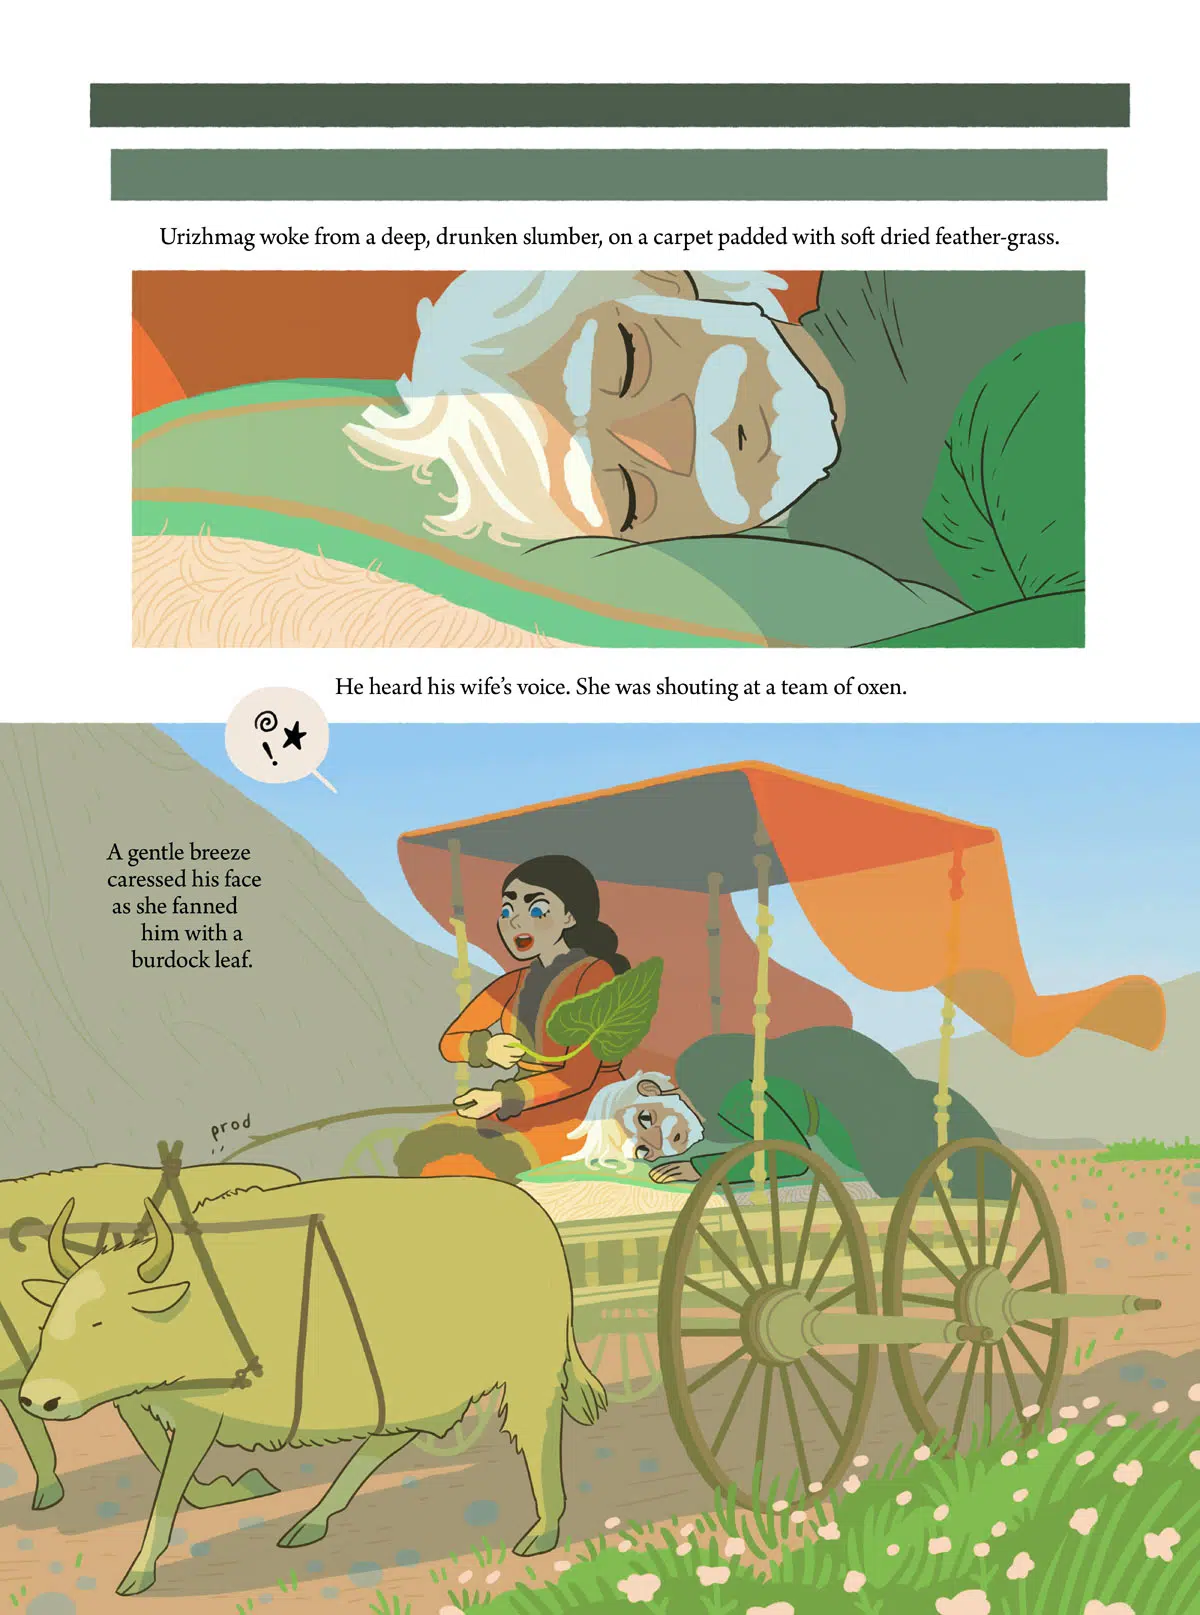 Urizhmag woke from a deep, drunken slumber, on a carpet padded with soft dried feather-grass.
He heard his wife’s voice. She was shouting at a team of oxen.
!
A gentle breeze
caressed his face
as she fanned
him with a
burdock leaf.
prod